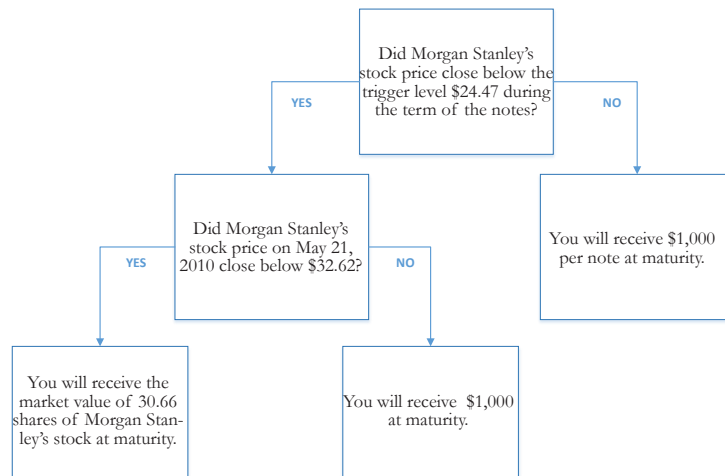 Did Morgan Stanley's
stock price close below the
trigger level $24.47 during
the term of the notes?
YES
NO
Did Morgan Stanley's
stock price on May 21,
2010 close below $32.62?
You will receive $1,000
per note at maturity.
YES
NO
You will receive the
market value of 30.66
shares of Morgan Stan-
ley's stock at maturity.
You will receive $1,000
at maturity.